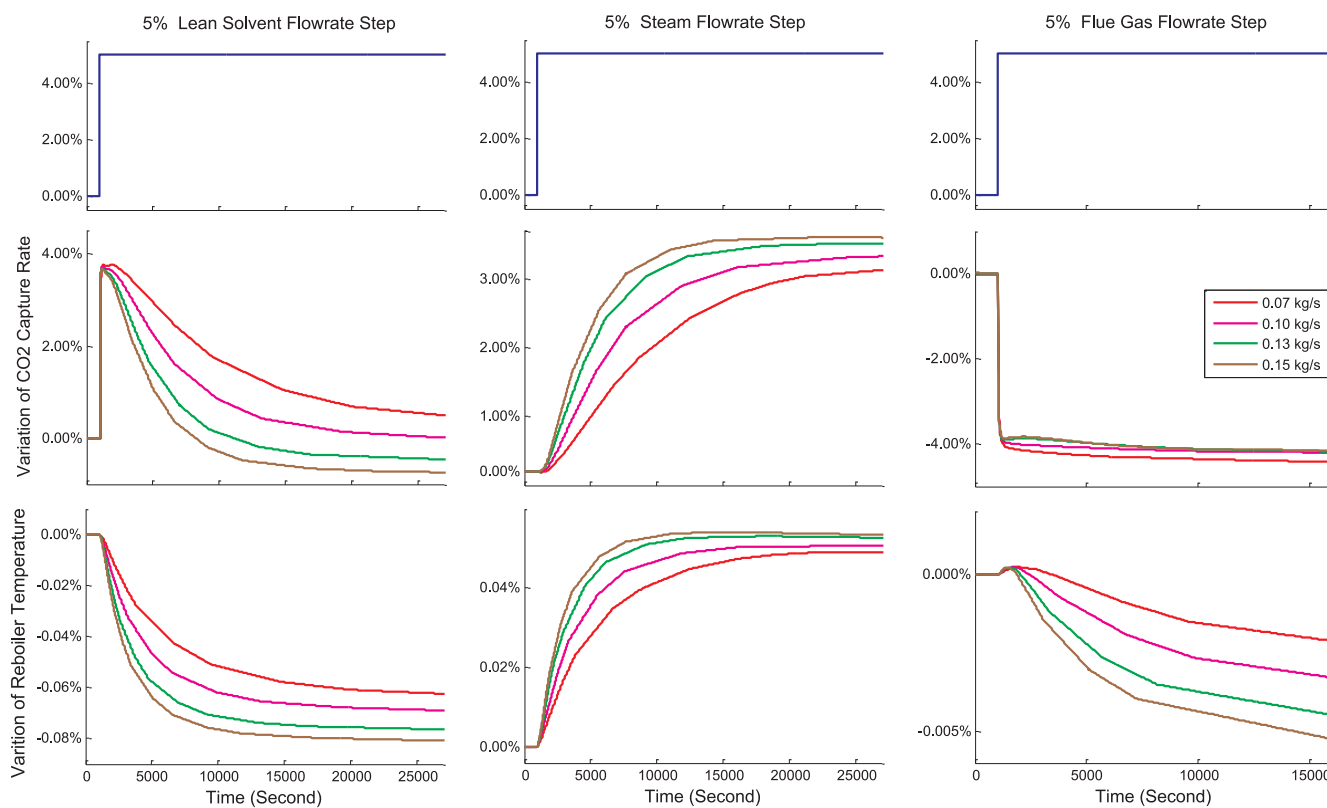 5% Lean Solvent Flowrate Step
5% Steam Flowrate Step
5% Flue Gas Flowrate Step
4.00%
2.00%
0.00%
4.00%
2.00%
0.00%
4.00%
2.00%
0.00%
Variation of CO2 Capture Rate
4.00%
2.00%
0.00%
3.00%
2.00%
1.00%
0.00%
0.00%
-2.00%
-4.00%
0.07 kg/s
0.10 kg/s
0.13 kg/s
0.15 kg/s
Varition of Reboiler Temperature
0.00%
-0.02%
-0.04%
-0.06%
-0.08%
0.04%
0.02%
0.00%
0.000%
-0.005%
0 5000 10000 15000 20000 25000
0 5000 10000 15000 20000 25000
0 5000 10000 15000
Time (Second)
Time (Second)
Time (Second)